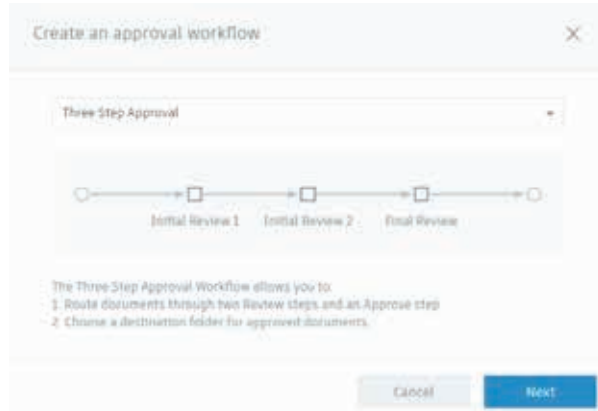 Create an approval workflow
Three Step Approval
Initial Review 1 Initial Review 2 Final Review
The Three Step Approval Workflow allows you to:
1. Route documents through two Review steps and an Approve step
2. Choose a destination folder for approved documents.
Cancel Next